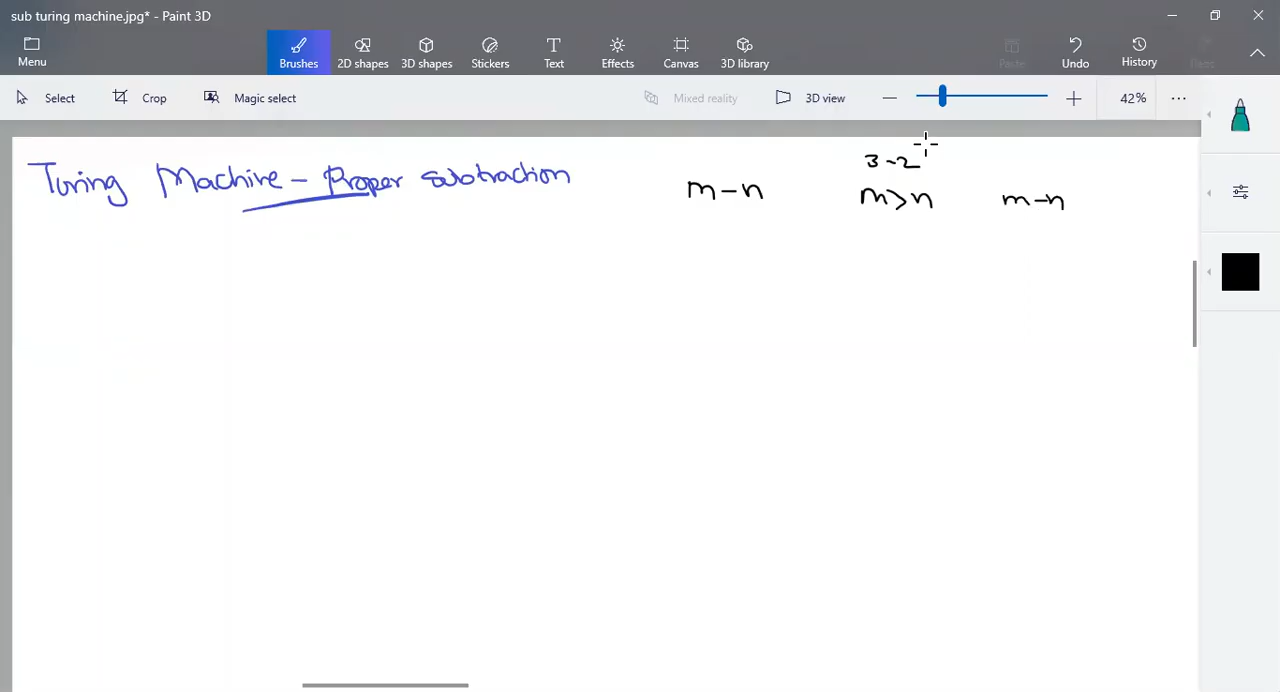 sub turing machine.jpg* - Paint 3D
Menu
Brushes 2D shapes 3D shapes Stickers Text Effects Canvas 3D library Paste Undo History Redo
Select Crop Magic select Mixed reality 3D view 42%
3-2
Turing Machine - Proper subtraction m-n m>n m-n